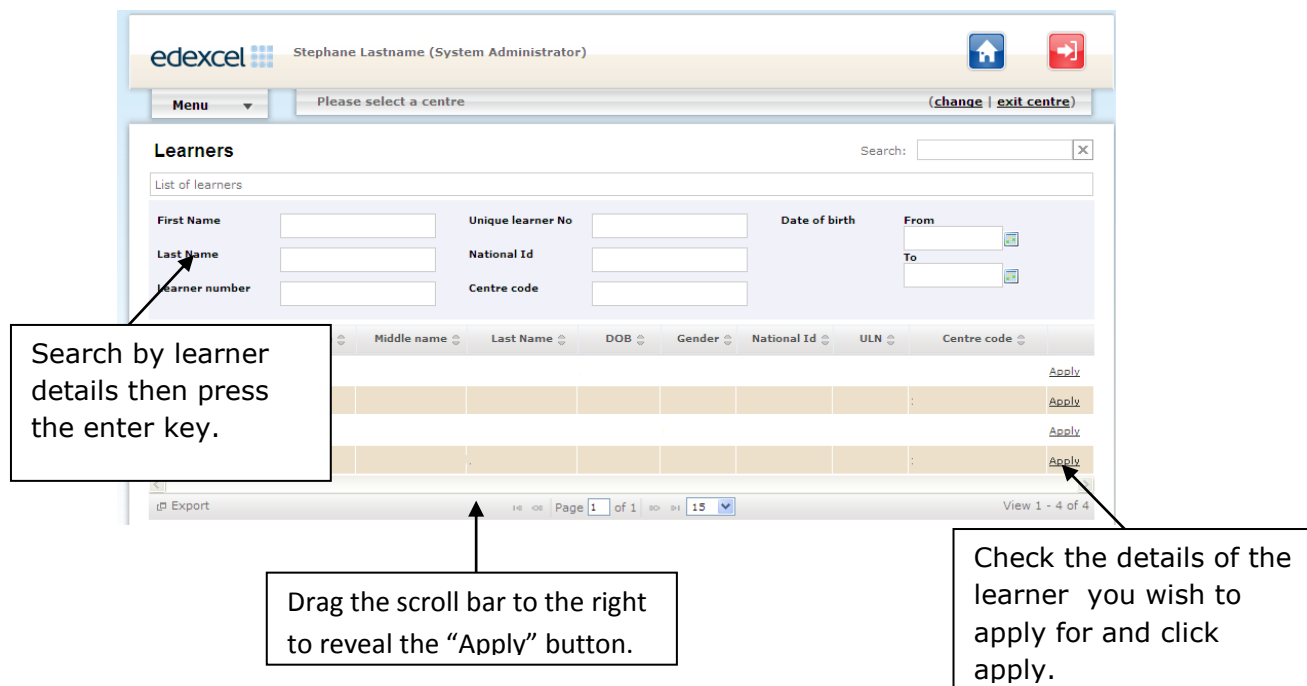 edexcel Stephane Lastname (System Administrator)
Menu Please select a centre (change | exit centre)
Learners Search:
List of learners
First Name Unique learner No Date of birth From
Last Name National Id To
Learner number Centre code
Middle name Last Name DOB Gender National Id ULN Centre code
Apply
: Apply
Apply
. : Apply
Export Page 1 of 1 15 View 1 - 4 of 4
Search by learner
details then press
the enter key.
Drag the scroll bar to the right
to reveal the “Apply” button.
Check the details of the
learner you wish to
apply for and click
apply.